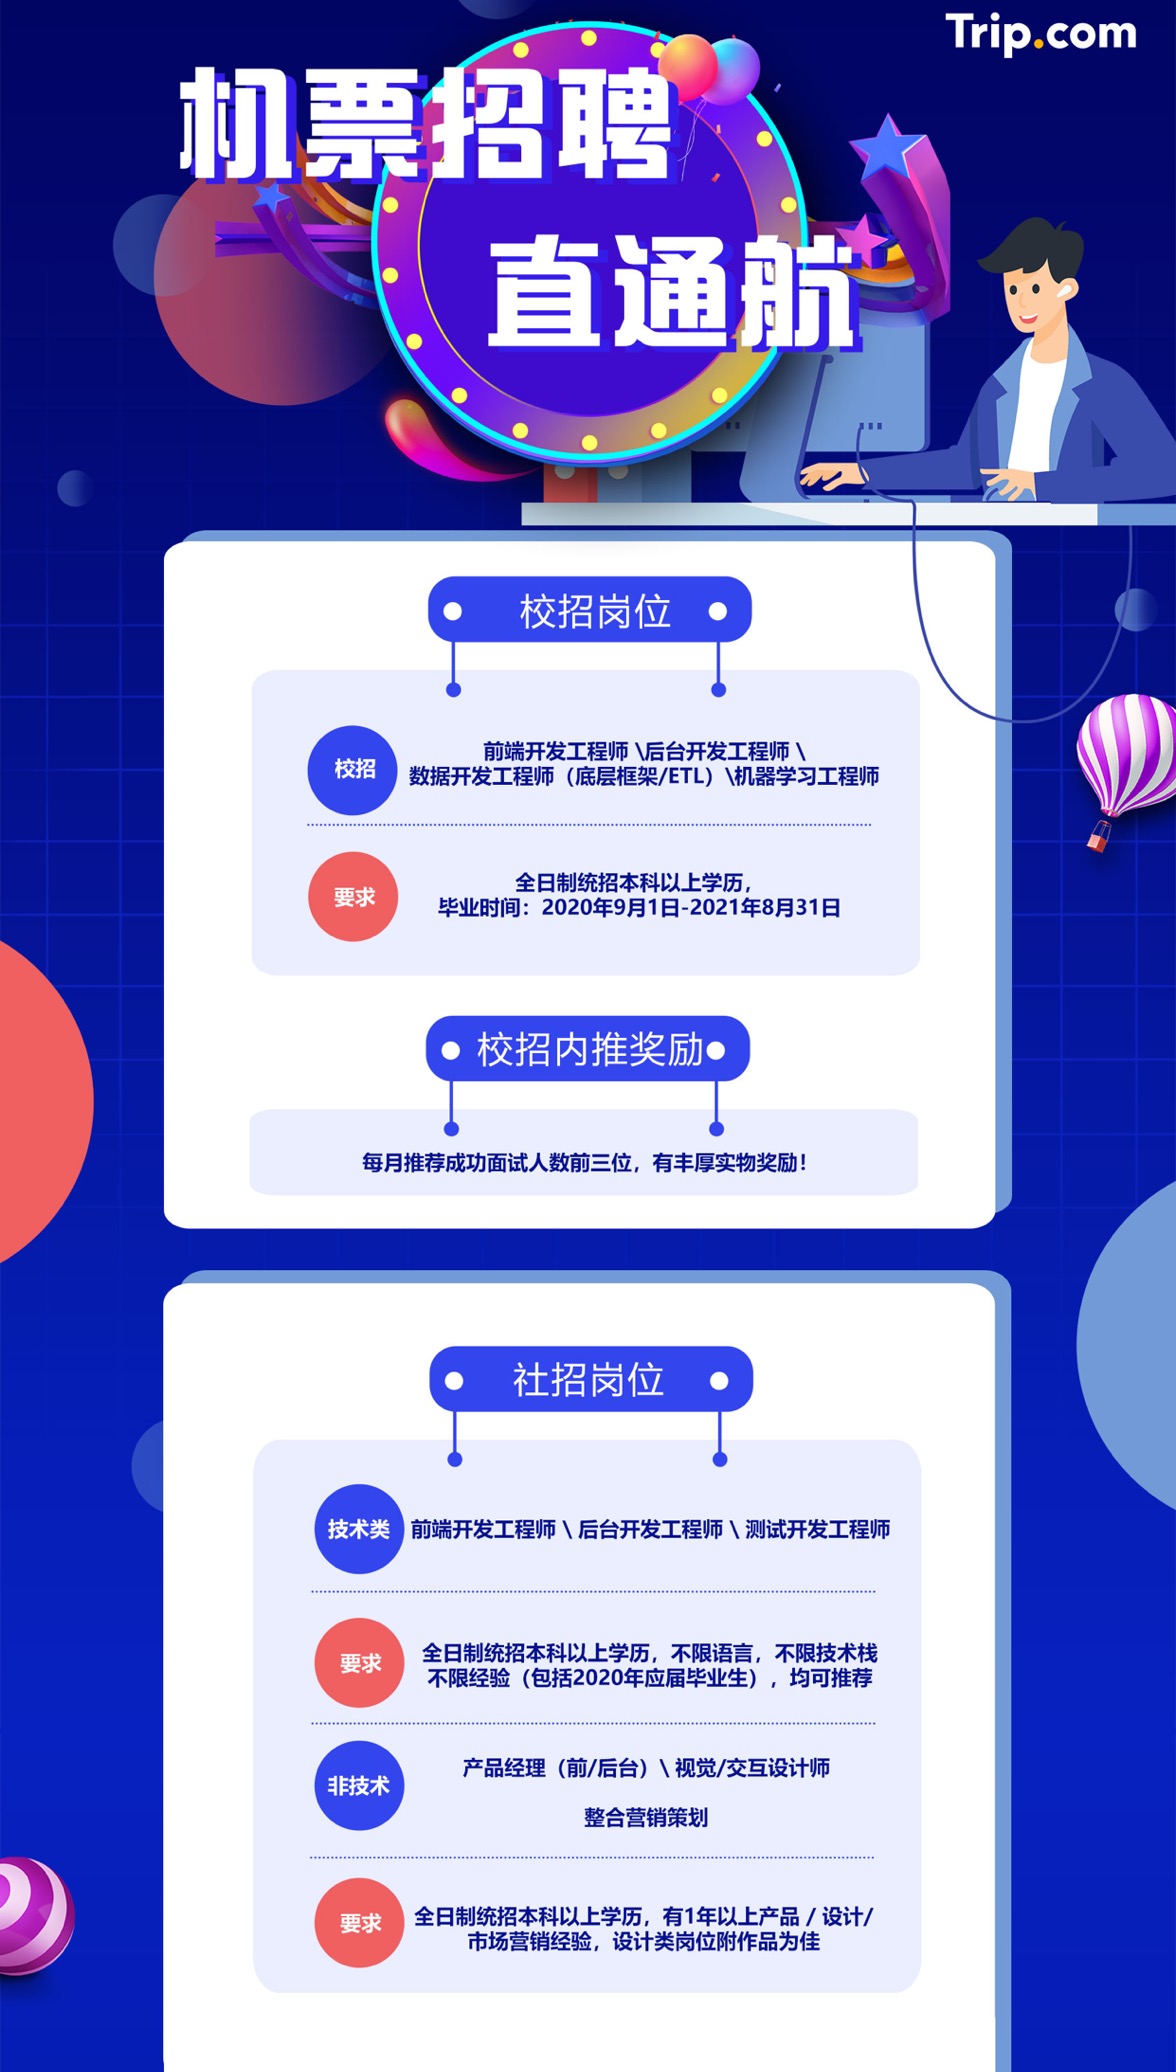 Trip.com
机票招聘
直通航
校招岗位
校招
前端开发工程师 \后台开发工程师 \
数据开发工程师（底层框架/ETL）\机器学习工程师
要求
全日制统招本科以上学历，
毕业时间：2020年9月1日-2021年8月31日
校招内推奖励
每月推荐成功面试人数前三位，有丰厚实物奖励！
社招岗位
技术类
前端开发工程师 \ 后台开发工程师 \ 测试开发工程师
要求
全日制统招本科以上学历，不限语言，不限技术栈
不限经验（包括2020年应届毕业生），均可推荐
非技术
产品经理（前/后台）\ 视觉/交互设计师
整合营销策划
要求
全日制统招本科以上学历，有1年以上产品 / 设计/
市场营销经验，设计类岗位附作品为佳